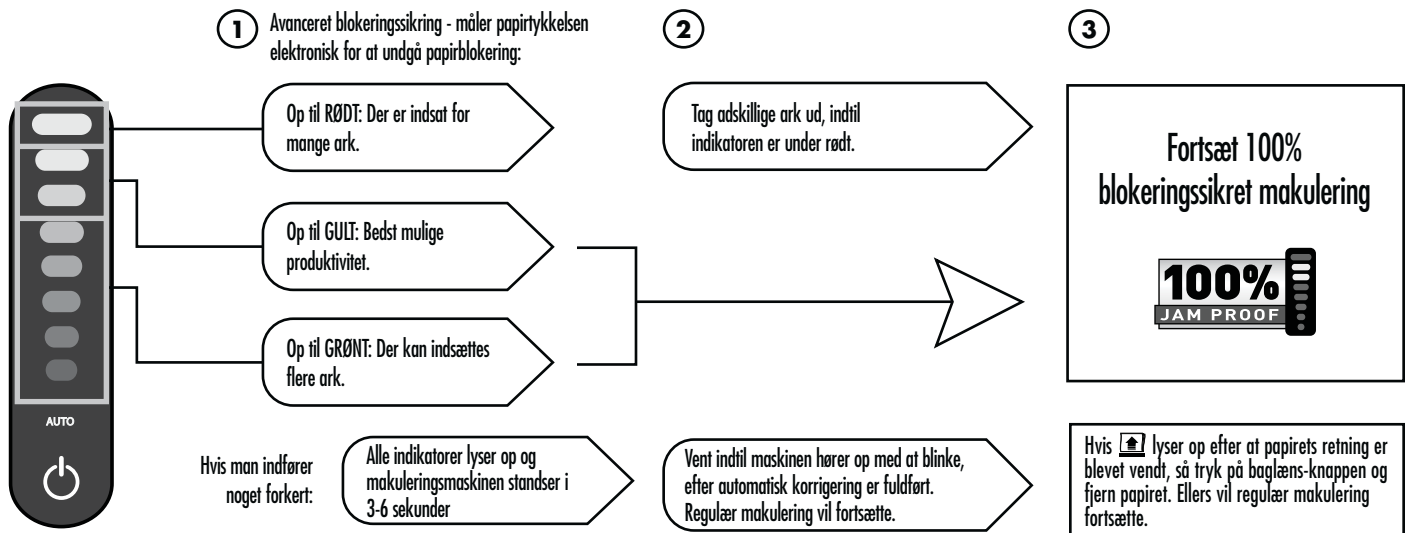 1
Avanceret blokeringssikring - måler papirtykkelsen
elektronisk for at undgå papirblokering:
2
3
Op til RØDT: Der er indsat for
mange ark.
Tag adskillige ark ud, indtil
indikatoren er under rødt.
Fortsæt 100%
blokeringssikret makulering
100%
JAM PROOF
Op til GULT: Bedst mulige
produktivitet.
Op til GRØNT: Der kan indsættes
flere ark.
AUTO
Hvis man indfører
noget forkert:
Alle indikatorer lyser op og
makuleringsmaskinen standser i
3-6 sekunder
Vent indtil maskinen hører op med at blinke,
efter automatisk korrigering er fuldført.
Regulær makulering vil fortsætte.
Hvis lyser op efter at papirets retning er
blevet vendt, så tryk på baglæns-knappen og
fjern papiret. Ellers vil regulær makulering
fortsætte.